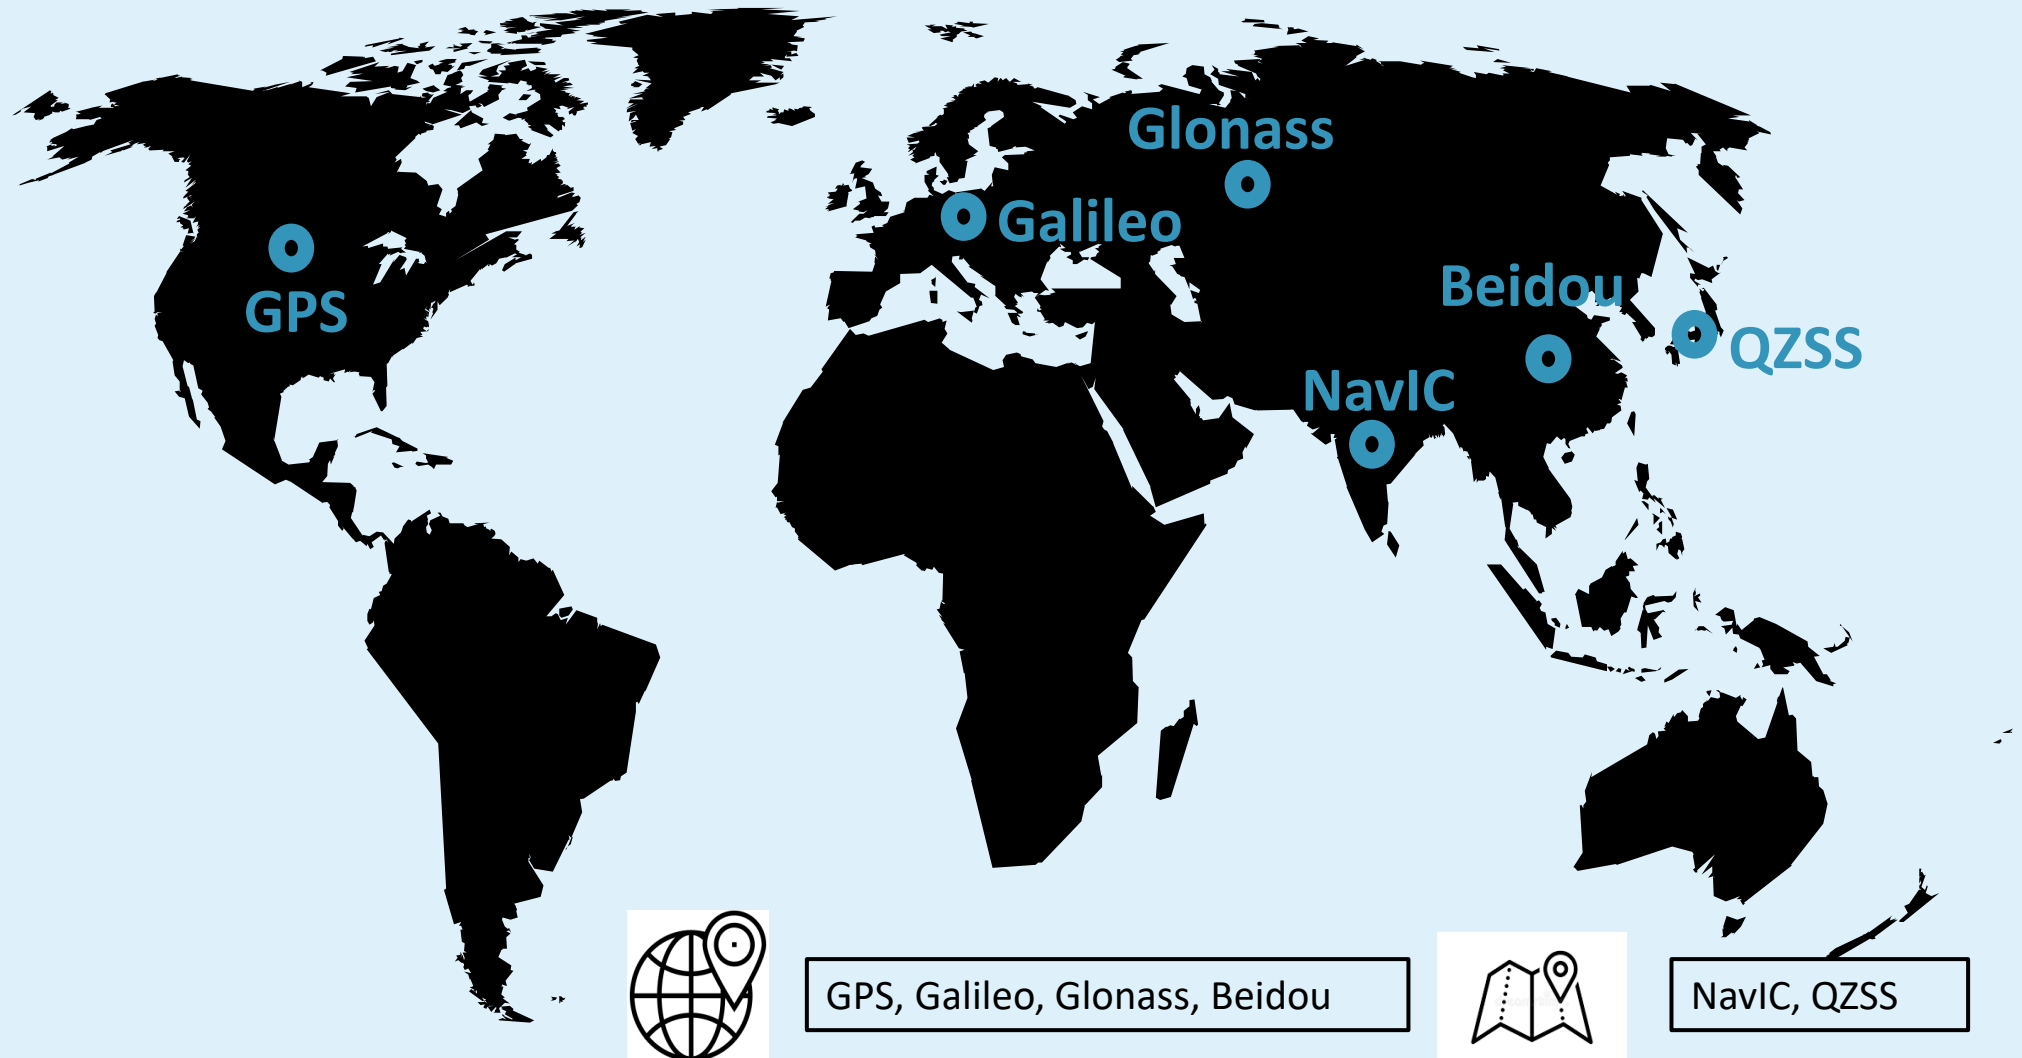 Glonass
Galileo
GPS
Beidou
QZSS
NavIC
GPS, Galileo, Glonass, Beidou
NavIC, QZSS